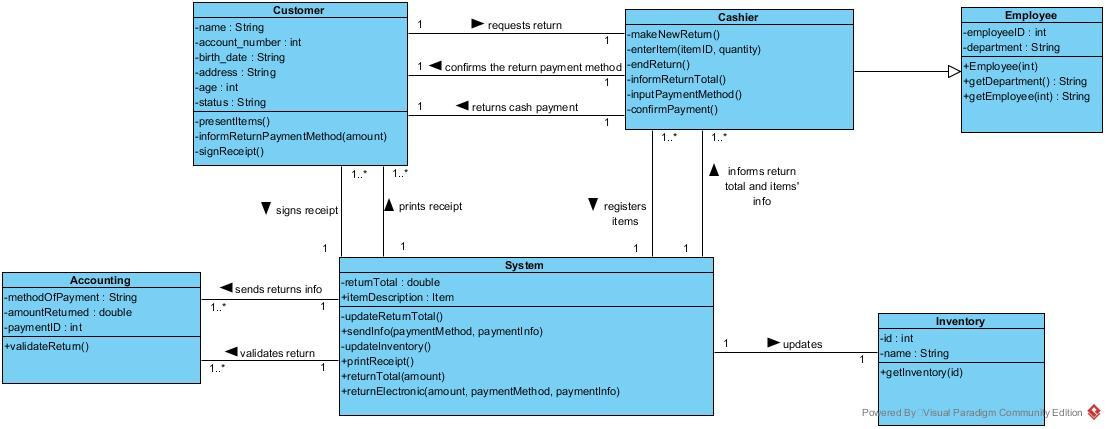 Customer
-name : String
-account_number : int
-birth_date : String
-address : String
-age : int
-status : String
-presentItems()
-informReturnPaymentMethod(amount)
-signReceipt()
1
requests return
1
1
confirms the return payment method
1
1
returns cash payment
1
Cashier
-makeNewReturn()
-enterItem(itemID, quantity)
-endReturn()
-informReturnTotal()
-inputPaymentMethod()
-confirmPayment()
Employee
-employeeID : int
-department : String
+Employee(int)
+getDepartment() : String
+getEmployee(int) : String
1..*
1..*
signs receipt
prints receipt
1
1
1..*
1..*
registers
items
informs return
total and items'
info
1
1
Accounting
-methodOfPayment : String
-amountReturned : double
-paymentID : int
+validateReturn()
sends returns info
1..*
1
validates return
1..*
1
System
-returnTotal : double
+itemDescription : Item
-updateReturnTotal()
+sendInfo(paymentMethod, paymentInfo)
-updateInventory()
+printReceipt()
+returnTotal(amount)
+returnElectronic(amount, paymentMethod, paymentInfo)
1
updates
1
Inventory
-id : int
-name : String
+getInventory(id)
Powered By Visual Paradigm Community Edition